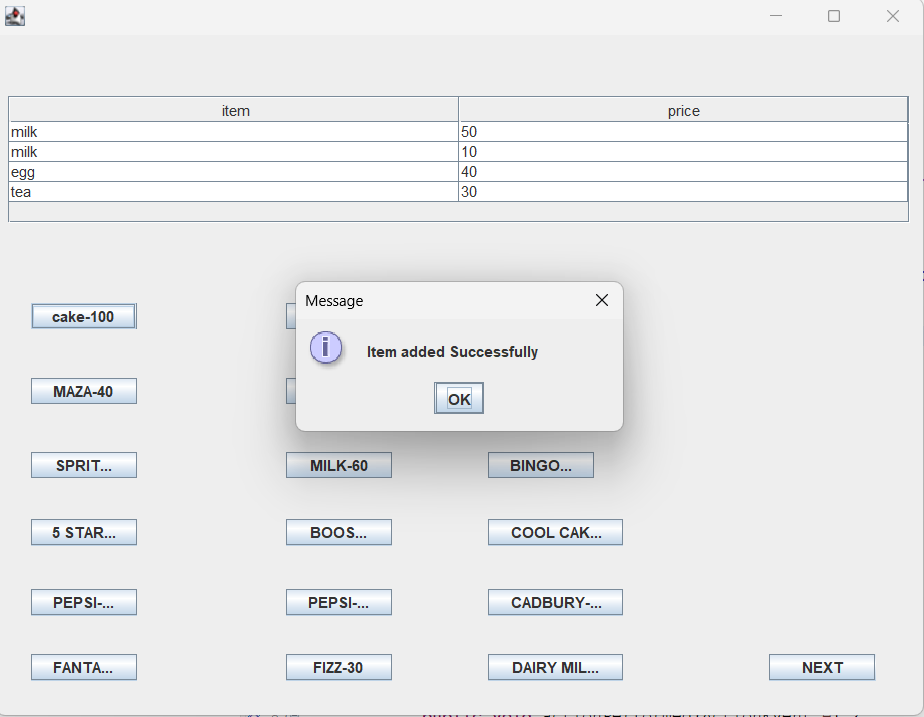 item price
milk 50
milk 10
egg 40
tea 30
Message
Item added Successfully
OK
cake-100
MAZA-40
SPRIT... MILK-60 BINGO...
5 STAR... BOOS... COOL CAK...
PEPSI-... PEPSI-... CADBURY-...
FANTA... FIZZ-30 DAIRY MIL... NEXT